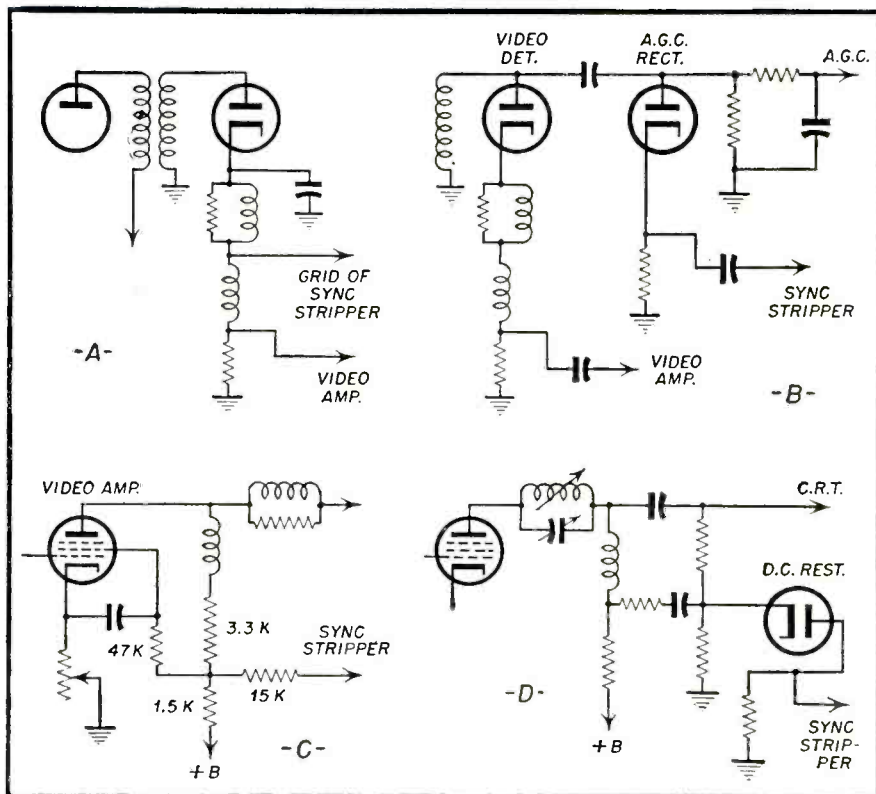 VIDEO
DET.
A.G.C.
RECT.
A.G.C.
GRID OF
SYNC
STRIPPER
VIDEO
AMP.
-A-
SYNC
STRIPPER
VIDEO
AMP.
-B-
VIDEO AMP.
47K
3.3 K
SYNC
STRIPPER
15 K
1.5 K
+B
-C-
C.R.T.
D.C. REST.
+B
-D-
SYNC
STRIP-
PER